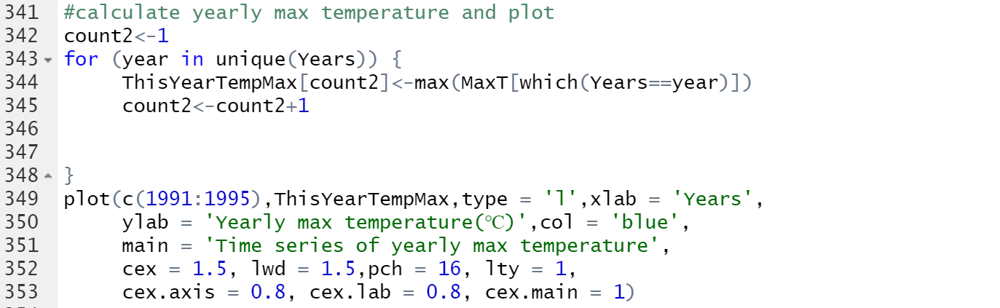 341 #calculate yearly max temperature and plot
342 count2<-1
343 for (year in unique(Years)) {
344 ThisYearTempMax[count2]<-max(MaxT[which(Years==year)])
345 count2<-count2+1
346
347
348 }
349 plot(c(1991:1995),ThisYearTempMax,type = 'l',xlab = 'Years',
350 ylab = 'Yearly max temperature(℃)',col = 'blue',
351 main = 'Time series of yearly max temperature',
352 cex = 1.5, lwd = 1.5,pch = 16, lty = 1,
353 cex.axis = 0.8, cex.lab = 0.8, cex.main = 1)